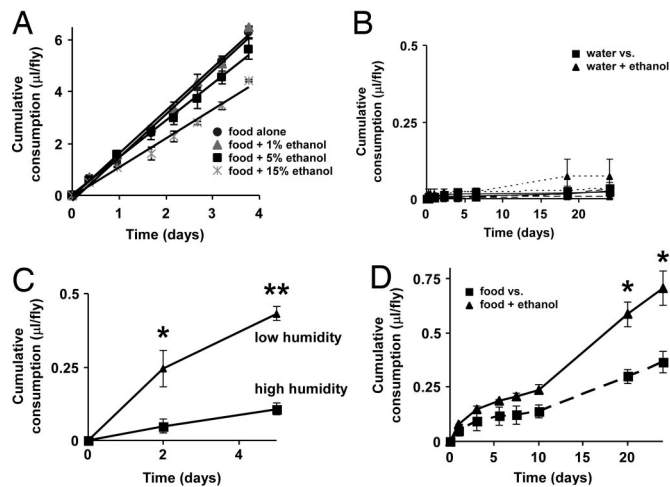 A
Cumulative
consumption (µl/fly)
6
4
2
0
food alone
food + 1% ethanol
food + 5% ethanol
food + 15% ethanol
0 1 2 3 4
Time (days)
B
Cumulative
consumption (µl/fly)
0.5
0.25
0
water vs.
water + ethanol
0 5 10 15 20
Time (days)
C
Cumulative
consumption (µl/fly)
0.5
0.25
0
*
**
low humidity
high humidity
0 2 4
Time (days)
D
Cumulative
consumption (µl/fly)
0.75
0.5
0.25
0
food vs.
food + ethanol
*
*
0 5 10 15 20
Time (days)